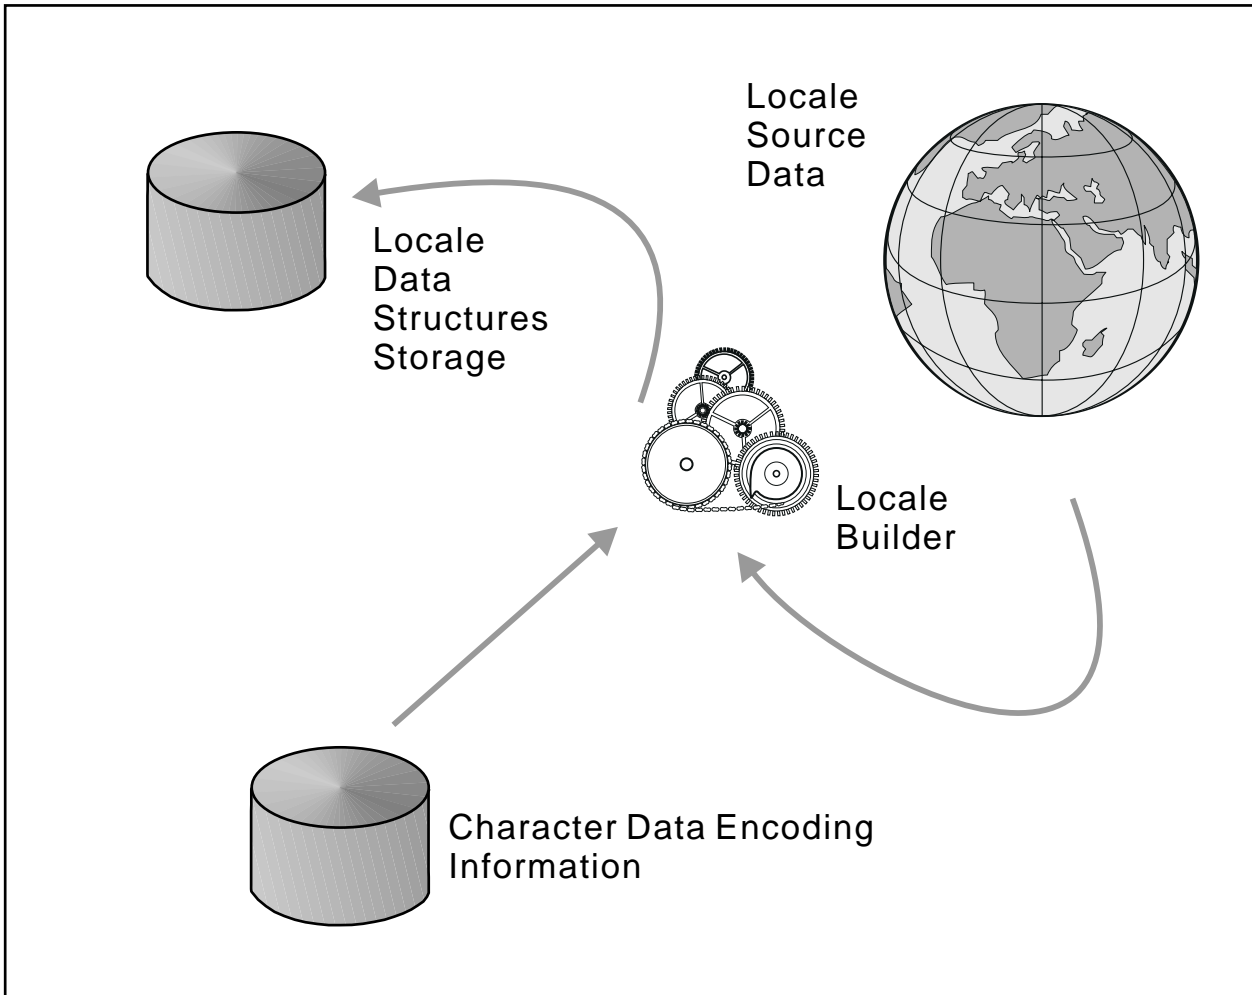 Locale
Source
Data
Locale
Data
Structures
Storage
Locale
Builder
Character Data Encoding
Information